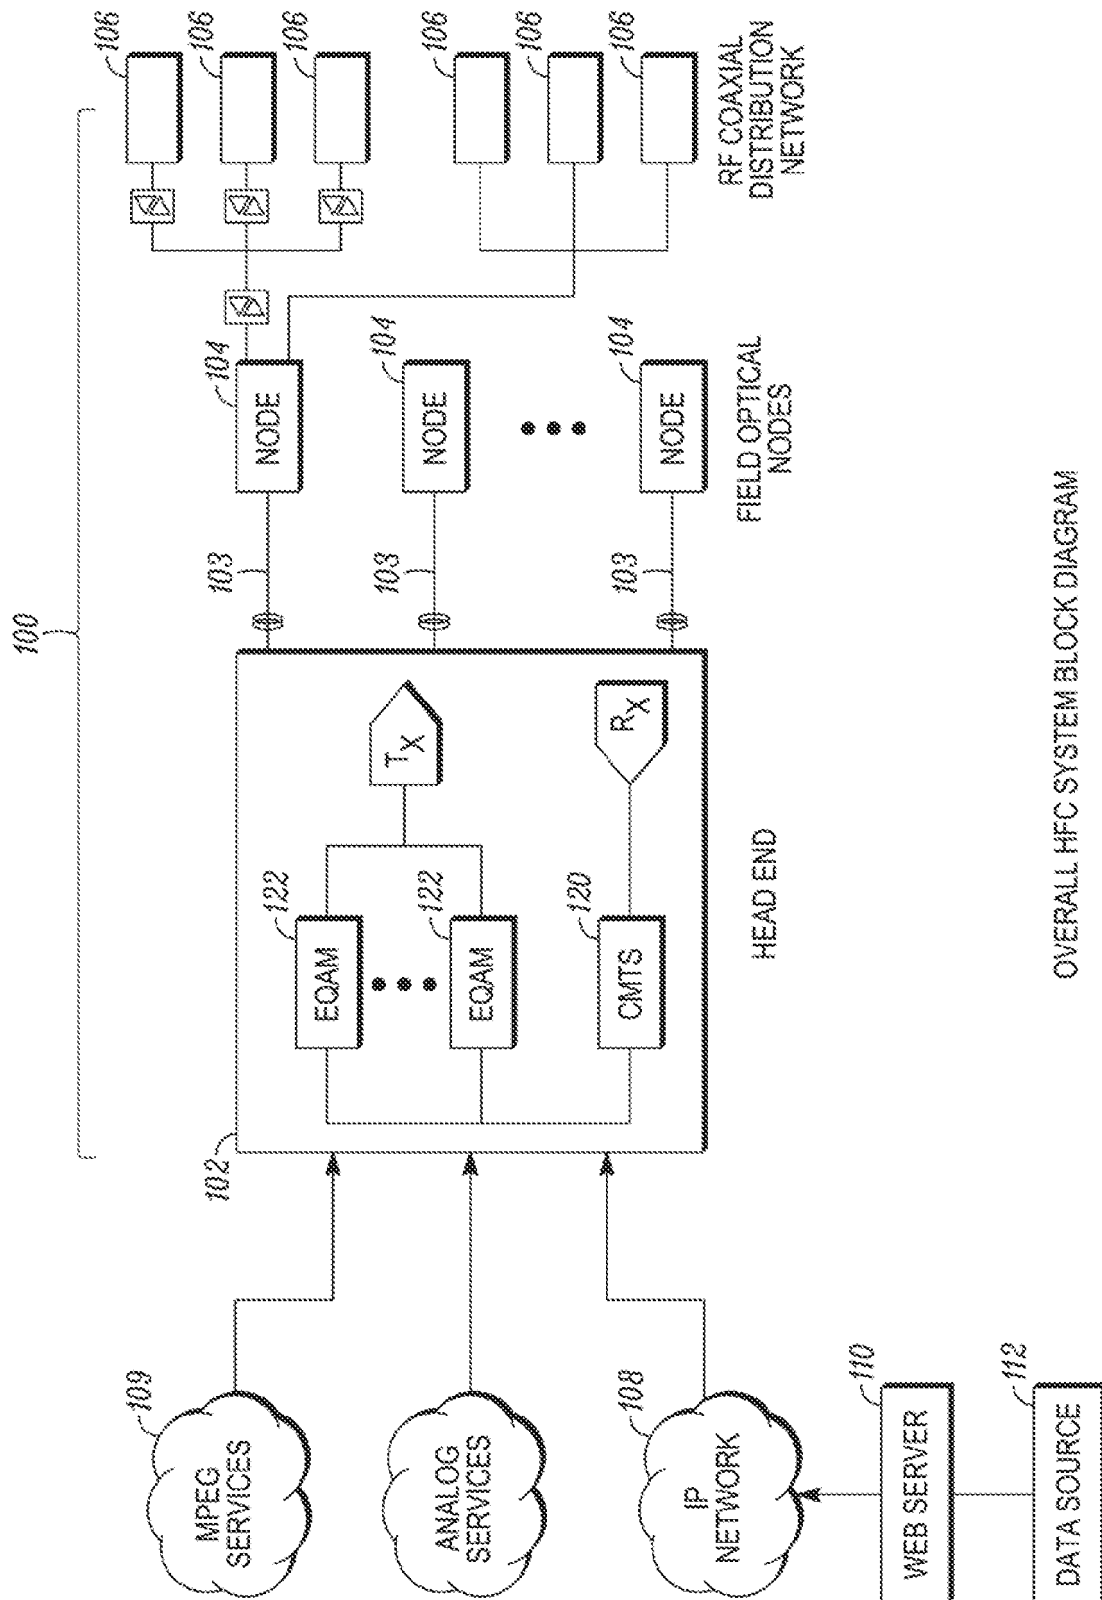 100
109
MPEG
SERVICES
ANALOG
SERVICES
108
IP
NETWORK
110
WEB SERVER
112
DATA SOURCE
102
122
EQAM
122
EQAM
120
CMTS
TX
RX
HEAD END
103
103
103
104
NODE
104
NODE
104
NODE
FIELD OPTICAL
NODES
106
106
106
106
106
106
RF COAXIAL
DISTRIBUTION
NETWORK
OVERALL HFC SYSTEM BLOCK DIAGRAM